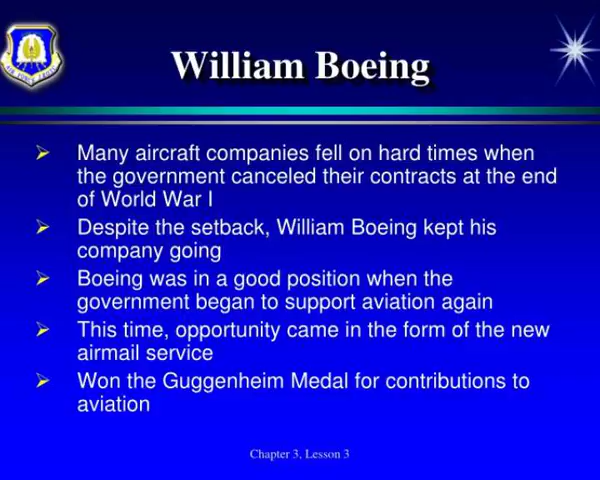 William Boeing
Many aircraft companies fell on hard times when
the government canceled their contracts at the end
of World War I
Despite the setback, William Boeing kept his
company going
Boeing was in a good position when the
government began to support aviation again
This time, opportunity came in the form of the new
airmail service
Won the Guggenheim Medal for contributions to
aviation
Chapter 3, Lesson 3